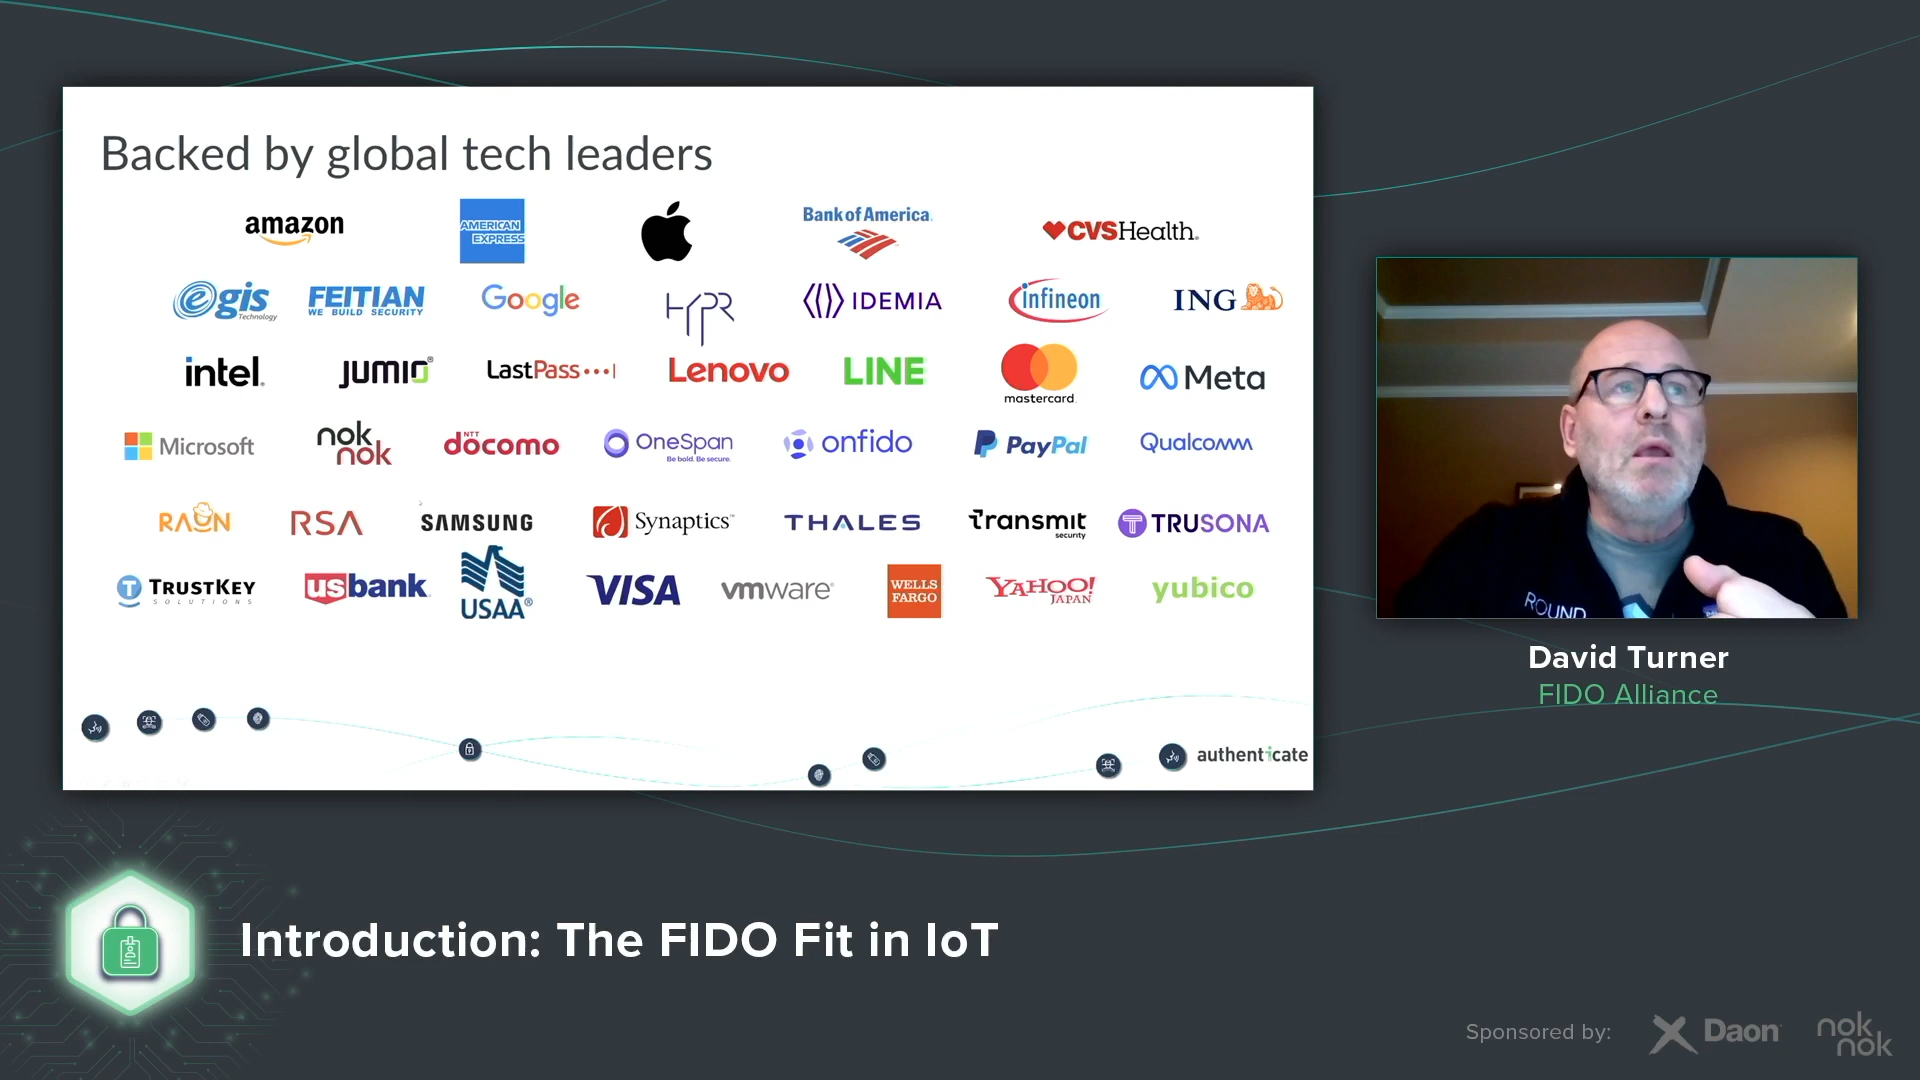 Backed by global tech leaders
amazon
AMERICAN
EXPRESS
Bank of America
CVSHealth.
egis
Technology
FEITIAN
WE BUILD SECURITY
Google
HYPR
IDEMIA
infineon
ING
intel.
JUMIO
LastPass
Lenovo
LINE
mastercard
Meta
Microsoft
nok
nok
NTT
docomo
OneSpan
Be bold. Be secure.
onfido
PayPal
Qualcomm
RAON
RSA
SAMSUNG
Synaptics™
THALES
Transmit
security
TRUSONA
TRUSTKEY
SOLUTIONS
usbank
USAA®
VISA
vmware®
WELLS
FARGO
YAHOO!
JAPAN
yubico
authenticate
ROUND
David Turner
FIDO Alliance
Introduction: The FIDO Fit in IoT
Sponsored by:
Daon
nok
nok